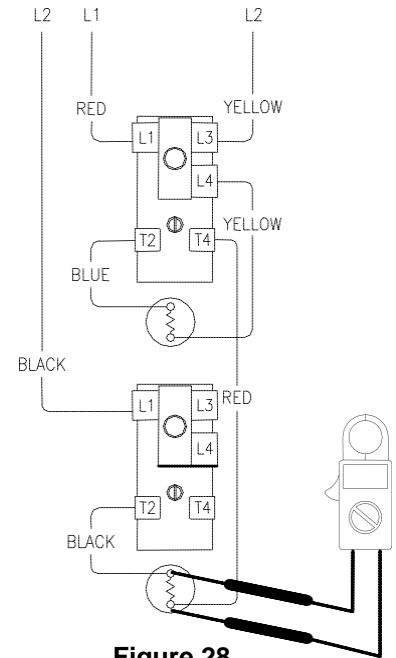 L2 L1 L2
RED YELLOW
L1 L3
L4
T2 T4
YELLOW
BLUE
BLACK
RED
L1 L3
L4
T2 T4
BLACK
Figure 28